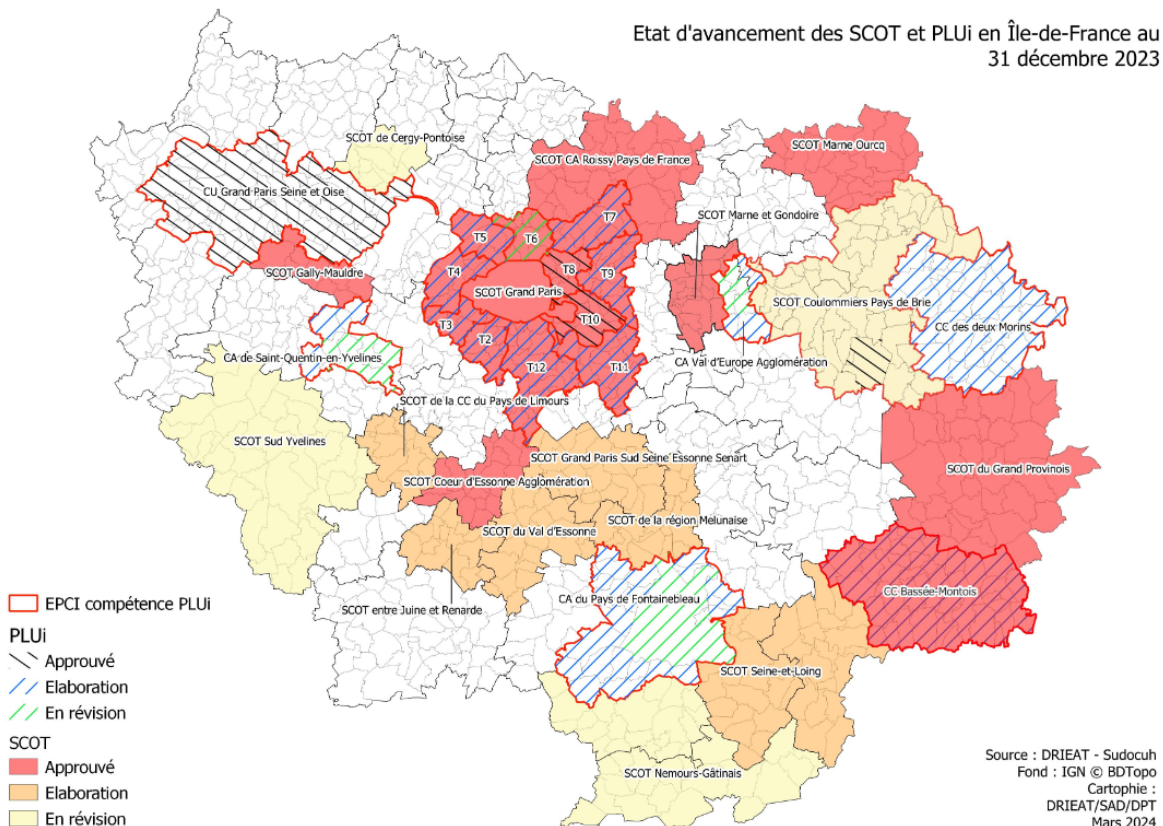 Etat d'avancement des SCOT et PLUi en Île-de-France au
31 décembre 2023
SCOT de Cergy-Pontoise
SCOT Marne Ourcq
SCOT CA Roissy Pays de France
CU Grand Paris Seine et Oise
T7
SCOT Marne et Gondoire
T5
T6
T8
T9
T4
SCOT Gally-Mauldre
SCOT Grand Paris
SCOT Coulommiers Pays de Brie
T3
T10
CC des deux Morins
T2
CA de Saint-Quentin-en-Yvelines
T12
T11
CA Val d'Europe Agglomération
SCOT de la CC du Pays de Limours
SCOT Sud Yvelines
SCOT Grand Paris Sud Seine Essonne Senart
SCOT du Grand Provinois
SCOT Coeur d'Essonne Agglomération
SCOT de la région Melunaise
SCOT du Val d'Essonne
CC Bassée-Montois
CA du Pays de Fontainebleau
SCOT entre Juine et Renarde
SCOT Seine-et-Loing
SCOT Nemours-Gâtinais
EPCI compétence PLUi
PLUi
Approuvé
Elaboration
En révision
SCOT
Approuvé
Elaboration
En révision
Source : DRIEAT - Sudocuh
Fond : IGN © BDTopo
Cartophie :
DRIEAT/SAD/DPT
Mars 2024